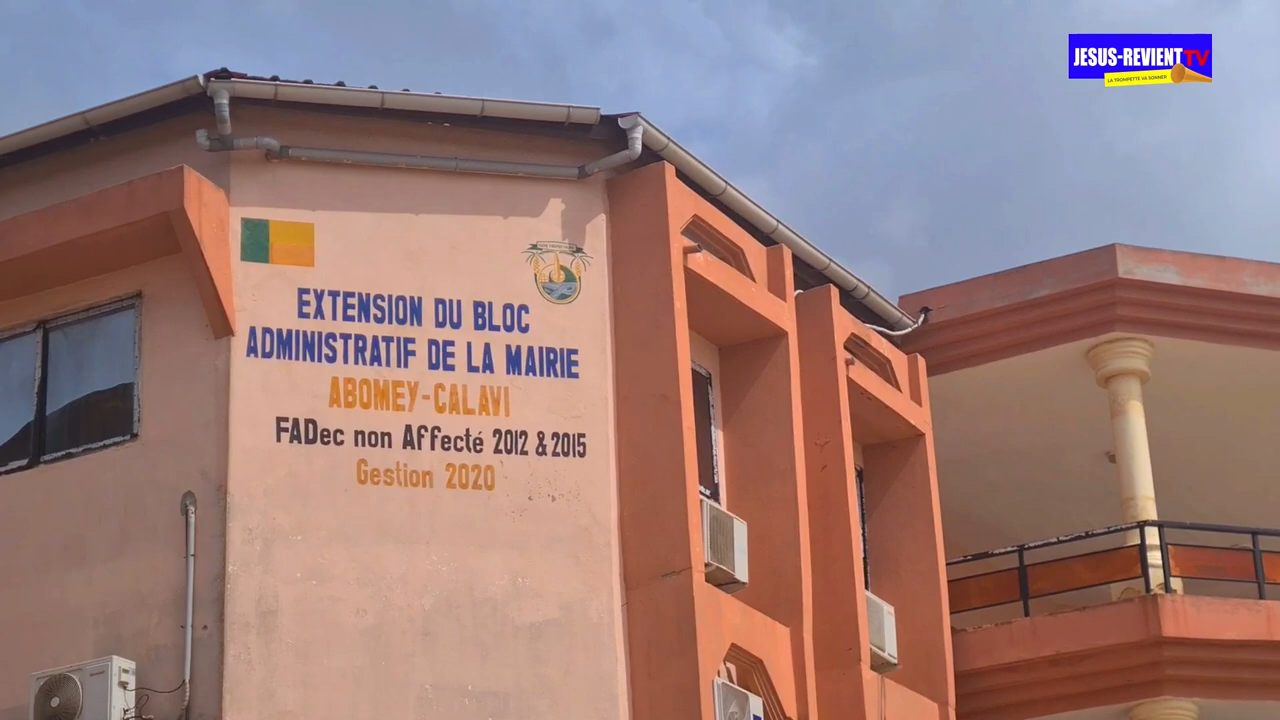 JESUS-REVIENT TV
LA TROMPETTE VA SONNER
EXTENSION DU BLOC
ADMINISTRATIF DE LA MAIRIE
ABOMEY-CALAVI
FADec non Affecté 2012 & 2015
Gestion 2020